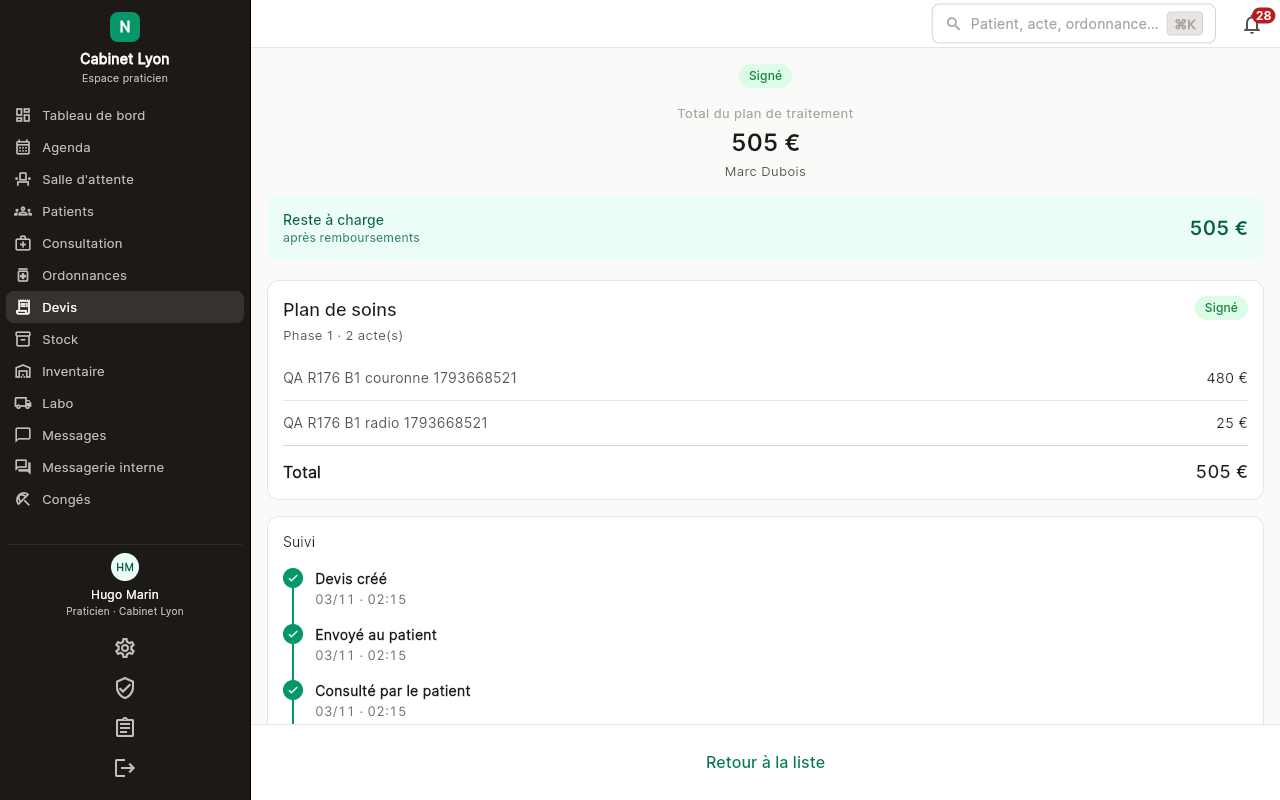 N
Cabinet Lyon
Espace praticien
Tableau de bord
Agenda
Salle d'attente
Patients
Consultation
Ordonnances
Devis
Stock
Inventaire
Labo
Messages
Messagerie interne
Congés
HM
Hugo Marin
Praticien · Cabinet Lyon
Patient, acte, ordonnance... ⌘K
28
Signé
Total du plan de traitement
505 €
Marc Dubois
Reste à charge
après remboursements
505 €
Plan de soins
Signé
Phase 1 · 2 acte(s)
QA R176 B1 couronne 1793668521 480 €
QA R176 B1 radio 1793668521 25 €
Total 505 €
Suivi
Devis créé
03/11 · 02:15
Envoyé au patient
03/11 · 02:15
Consulté par le patient
03/11 · 02:15
Retour à la liste